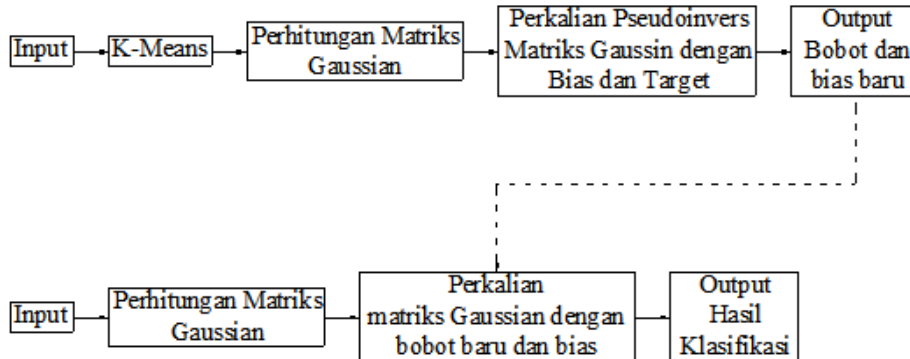 Input
K-Means
Perhitungan Matriks
Gaussian
Perkalian Pseudoinvers
Matriks Gaussin dengan
Bias dan Target
Output
Bobot dan
bias baru
Input
Perhitungan Matriks
Gaussian
Perkalian
matriks Gaussian dengan
bobot baru dan bias
Output
Hasil
Klasifikasi